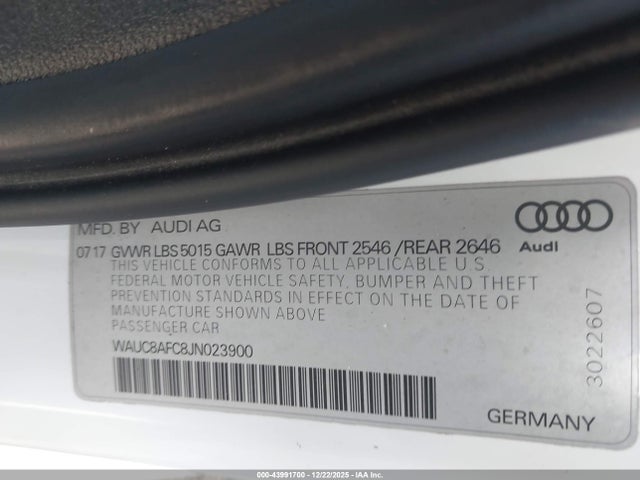 MFD. BY AUDI AG
07 17 GVWR LBS 5015 GAWR LBS FRONT 2546 /REAR 2646
Audi
THIS VEHICLE CONFORMS TO ALL APPLICABLE U.S.
FEDERAL MOTOR VEHICLE SAFETY, BUMPER AND THEFT
PREVENTION STANDARDS IN EFFECT ON THE DATE OF
MANUFACTURE SHOWN ABOVE
PASSENGER CAR
WAUC8AFC8JN023900
3022607
GERMANY
000-43991700 - 12/22/2025 - IAA Inc.